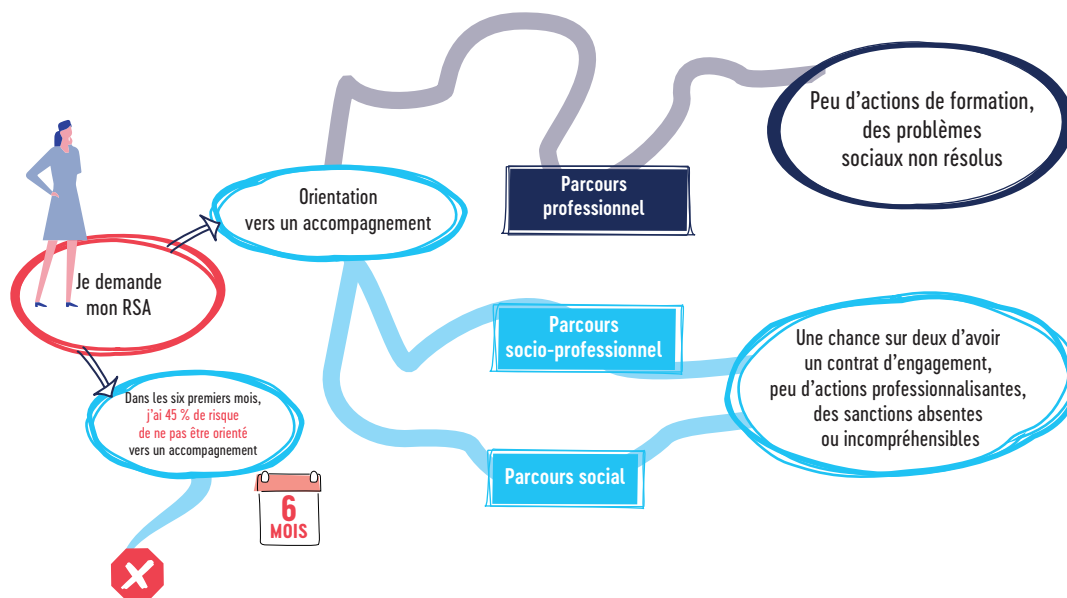 Peu d'actions de formation,
des problèmes
sociaux non résolus
Parcours
professionnel
Orientation
vers un accompagnement
Je demande
mon RSA
Parcours
socio-professionnel
Une chance sur deux d'avoir
un contrat d'engagement,
peu d'actions professionnalisantes,
des sanctions absentes
ou incompréhensibles
Dans les six premiers mois,
j'ai 45 % de risque
de ne pas être orienté
vers un accompagnement
Parcours social
6
MOIS